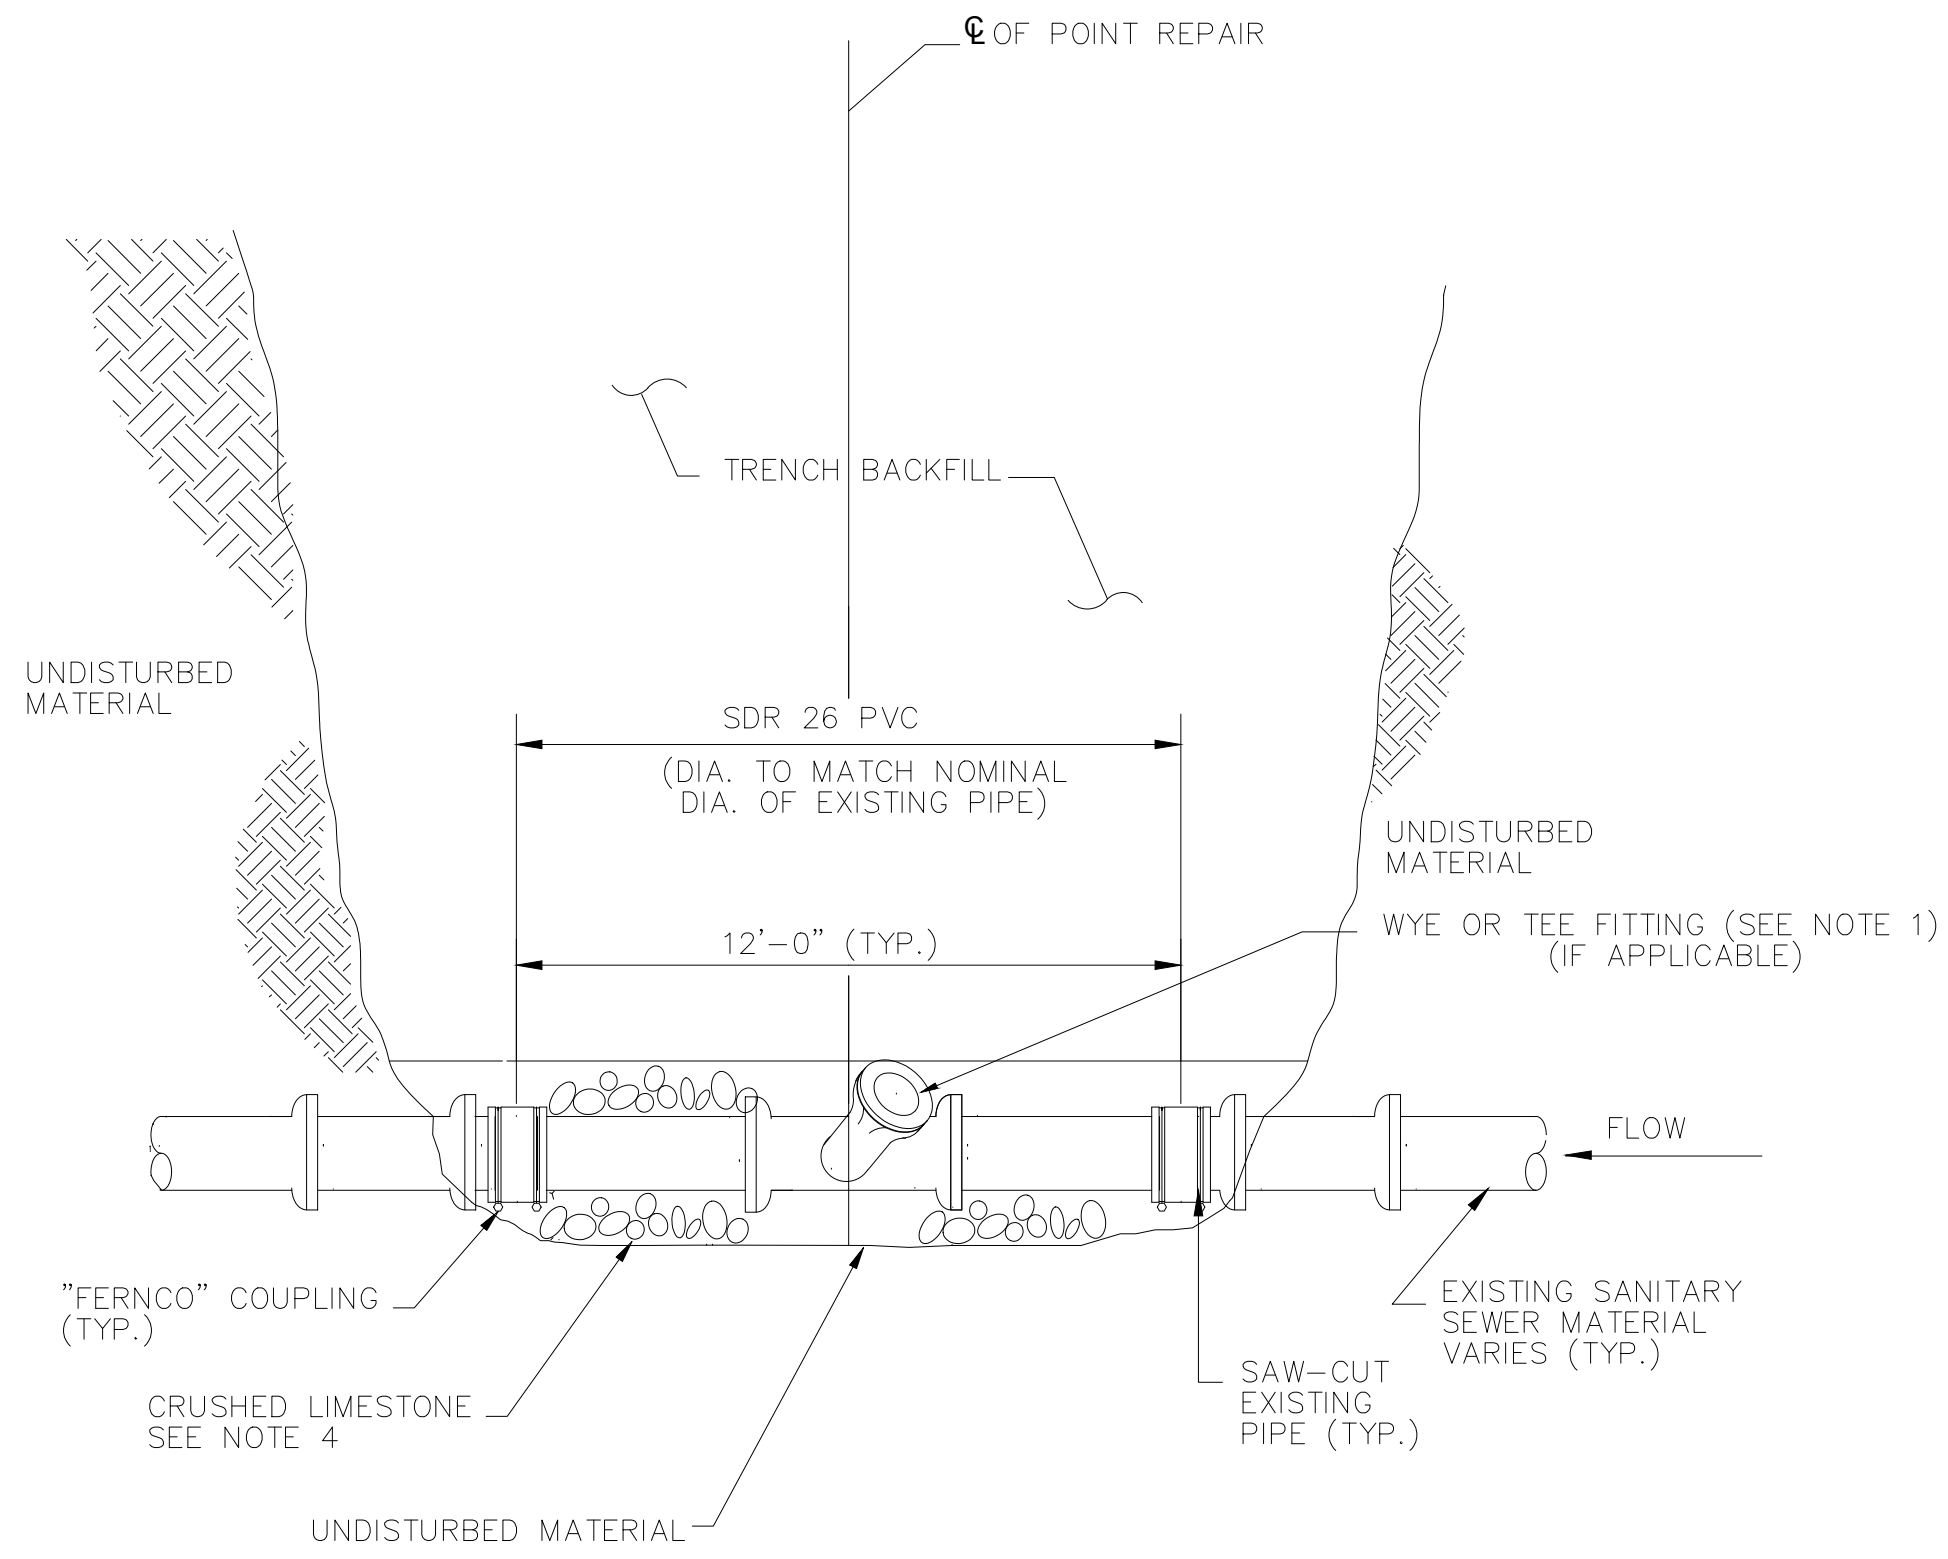 ℄ OF POINT REPAIR
TRENCH BACKFILL
UNDISTURBED
MATERIAL
SDR 26 PVC
(DIA. TO MATCH NOMINAL
DIA. OF EXISTING PIPE)
UNDISTURBED
MATERIAL
WYE OR TEE FITTING (SEE NOTE 1)
(IF APPLICABLE)
12'-0" (TYP.)
FLOW
"FERNCO" COUPLING
(TYP.)
EXISTING SANITARY
SEWER MATERIAL
VARIES (TYP.)
SAW-CUT
EXISTING
PIPE (TYP.)
CRUSHED LIMESTONE
SEE NOTE 4
UNDISTURBED MATERIAL